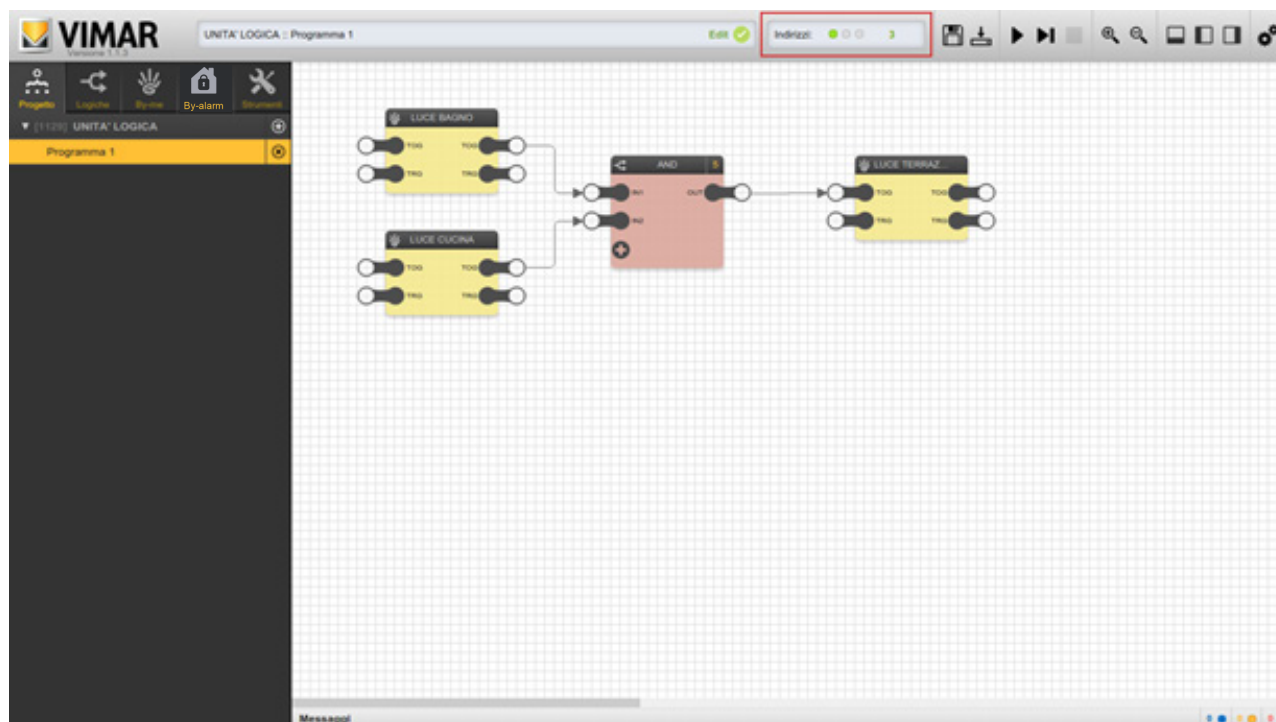 VIMAR
Versione 1.1.3
UNITA' LOGICA :: Programma 1
Edit
Indirizzi:
3
Progetto
Logiche
By-me
By-alarm
Strumenti
[1129] UNITA' LOGICA
Programma 1
LUCE BAGNO
TOG TOG
TRG TRG
LUCE CUCINA
TOG TOG
TRG TRG
AND 5
IN1 OUT
IN2
LUCE TERRAZ...
TOG TOG
TRG TRG
Messaggi